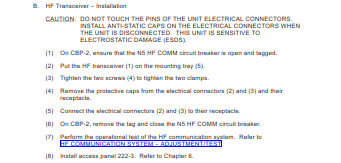 B. HF Transceiver – Installation
CAUTION: DO NOT TOUCH THE PINS OF THE UNIT ELECTRICAL CONNECTORS.
INSTALL ANTI-STATIC CAPS ON THE ELECTRICAL CONNECTORS WHEN
THE UNIT IS DISCONNECTED. THIS UNIT IS SENSITIVE TO
ELECTROSTATIC DAMAGE (ESDS).
(1) On CBP-2, ensure that the N5 HF COMM circuit breaker is open and tagged.
(2) Put the HF transceiver (1) on the mounting tray (5).
(3) Tighten the two screws (4) to tighten the two clamps.
(4) Remove the protective caps from the electrical connectors (2) and (3) and their
receptacle.
(5) Connect the electrical connectors (2) and (3) to their receptacle.
(6) On CBP-2, remove the tag and close the N5 HF COMM circuit breaker.
(7) Perform the operational test of the HF communication system. Refer to
HF COMMUNICATION SYSTEM – ADJUSTMENT/TEST.
(8) Install access panel 222-3. Refer to Chapter 6.